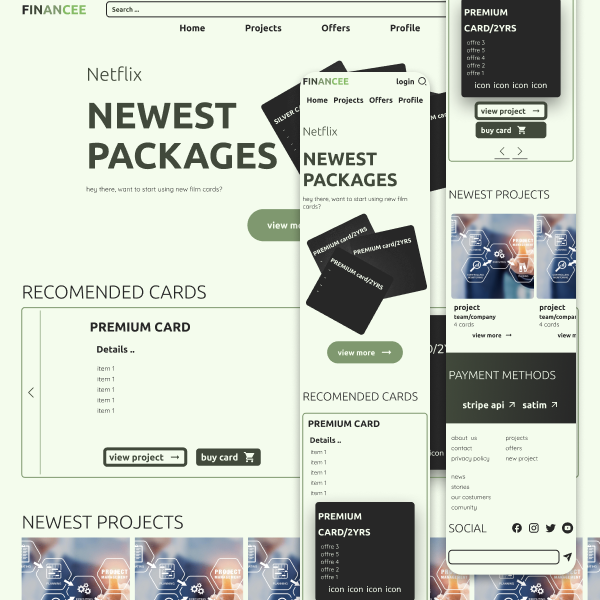 FINANCEE
Search ...
Home Projects Offers Profile
Netflix
NEWEST
PACKAGES
hey there, want to start using new film cards?
SILVER CA
view mo
RECOMENDED CARDS
PREMIUM CARD
Details ..
item 1
item 1
item 1
item 1
item 1
view project
buy card
NEWEST PROJECTS
FINANCEE
login
Home Projects Offers Profile
Netflix
NEWEST
PACKAGES
hey there, want to start using new film
cards?
PREMIUM card/2YRS
PREMIUM card/2YRS
PREMIUM card/2YRS
view more
RECOMENDED CARDS
PREMIUM CARD
Details ..
item 1
item 1
item 1
item 1
item 1
PREMIUM
CARD/2YRS
offre 3
offre 5
offre 4
offre 2
offre 1
icon icon icon icon
PREMIUM
CARD/2YRS
offre 3
offre 5
offre 4
offre 2
offre 1
icon icon icon icon
view project
buy card
NEWEST PROJECTS
project
team/company
4 cards
view more
project
team/compan
4 cards
view m
PAYMENT METHODS
stripe api
satim
about us
contact
privacy policy
projects
offers
new project
news
stories
our costumers
comunity
SOCIAL